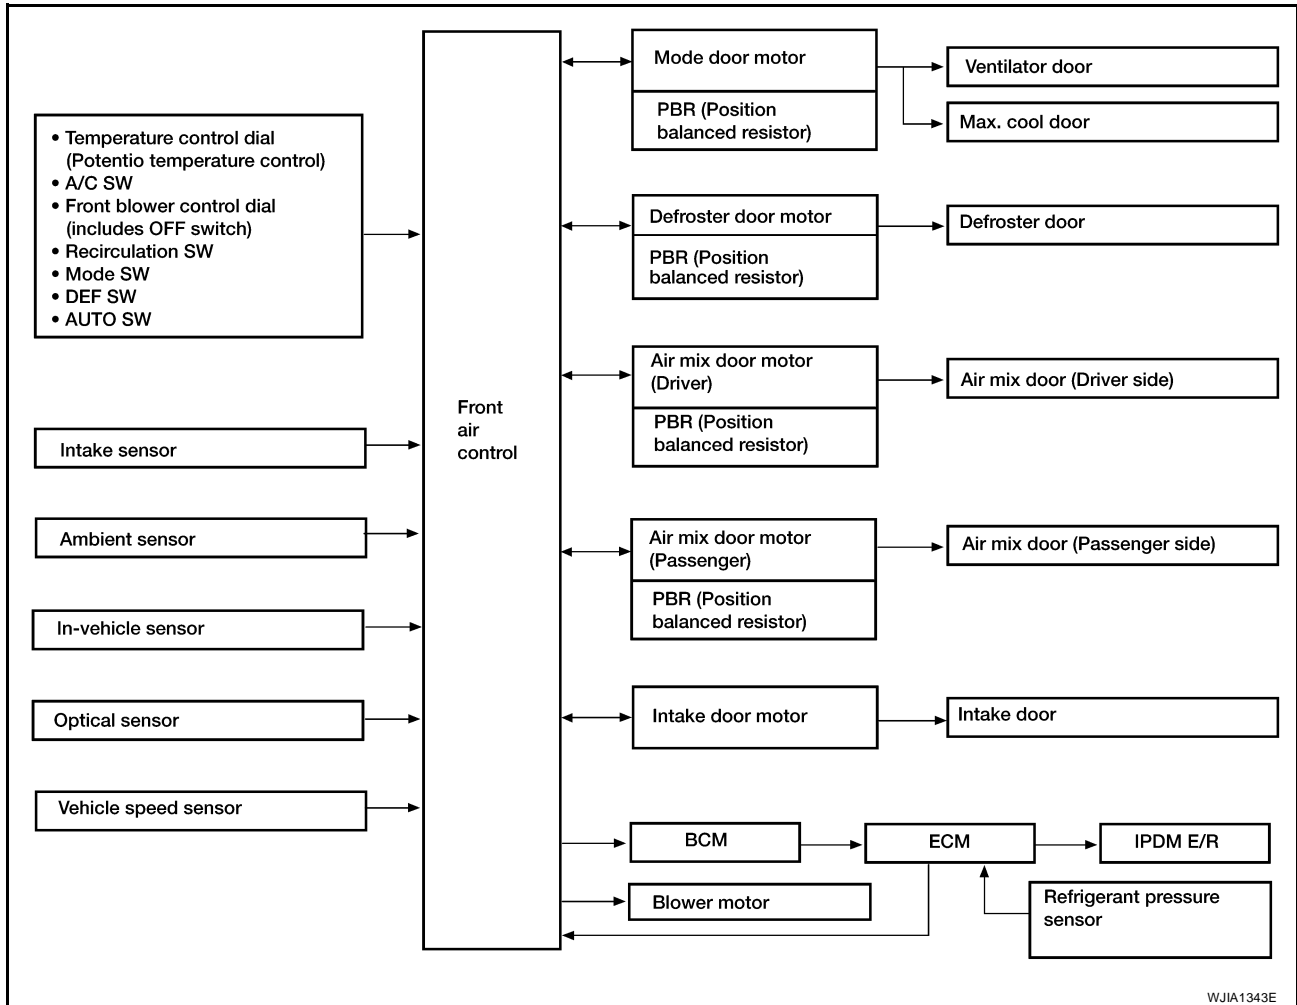 • Temperature control dial
(Potentio temperature control)
• A/C SW
• Front blower control dial
(includes OFF switch)
• Recirculation SW
• Mode SW
• DEF SW
• AUTO SW
Intake sensor
Ambient sensor
In-vehicle sensor
Optical sensor
Vehicle speed sensor
Front
air
control
Mode door motor
PBR (Position
balanced resistor)
Ventilator door
Max. cool door
Defroster door motor
PBR (Position
balanced resistor)
Defroster door
Air mix door motor
(Driver)
PBR (Position
balanced resistor)
Air mix door (Driver side)
Air mix door motor
(Passenger)
PBR (Position
balanced resistor)
Air mix door (Passenger side)
Intake door motor
Intake door
BCM
ECM
IPDM E/R
Blower motor
Refrigerant pressure
sensor
WJIA1343E